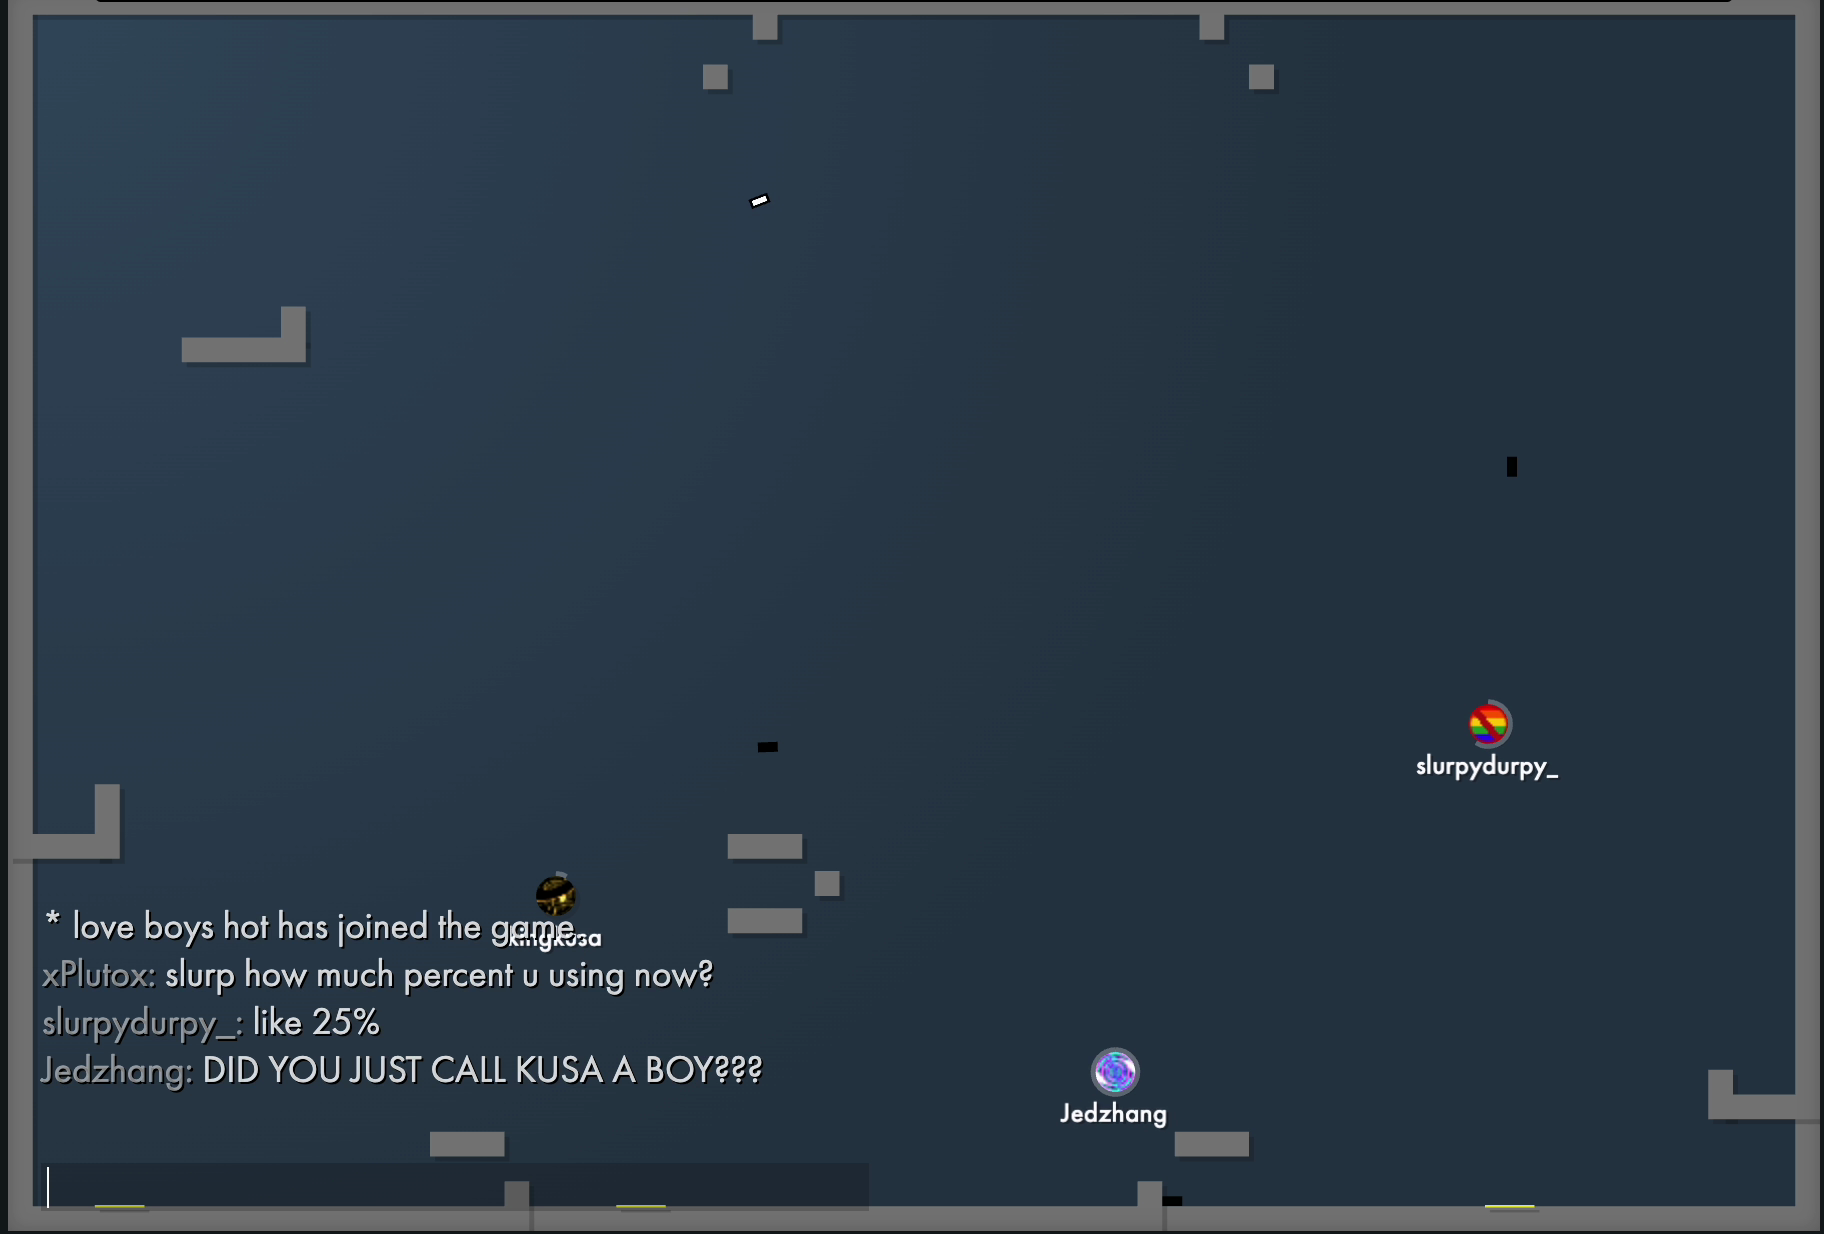 slurpydurpy_
* love boys hot has joined the game
kingkusa
xPlutox: slurp how much percent u using now?
slurpydurpy_: like 25%
Jedzhang: DID YOU JUST CALL KUSA A BOY???
Jedzhang